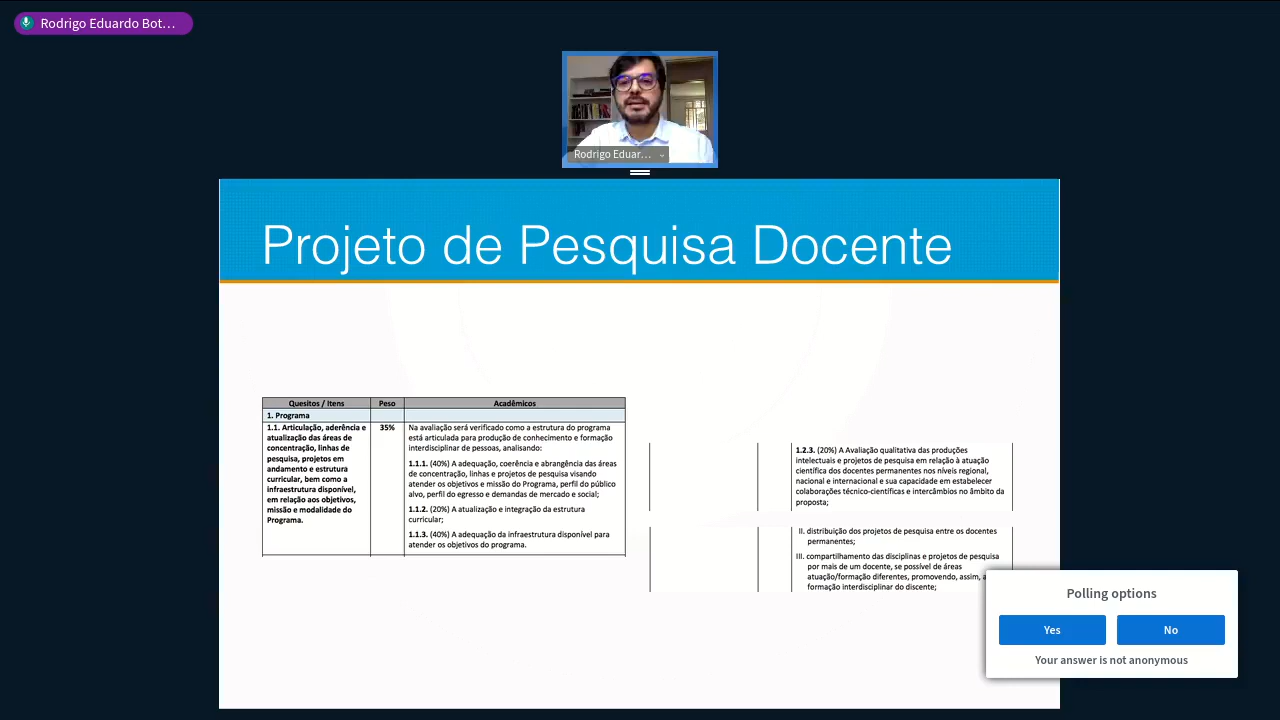 Rodrigo Eduardo Bot...
Rodrigo Eduar...
Projeto de Pesquisa Docente
Quesitos / Itens
Peso
Acadêmicos
1. Programa
1.1. Articulação, aderência e
atualização das áreas de
concentração, linhas de
pesquisa, projetos em
andamento e estrutura
curricular, bem como a
infraestrutura disponível,
em relação aos objetivos,
missão e modalidade do
Programa.
35%
Na avaliação será verificado como a estrutura do programa
está articulada para produção de conhecimento e formação
interdisciplinar de pessoas, analisando:
1.1.1. (40%) A adequação, coerência e abrangência das áreas
de concentração, linhas e projetos de pesquisa visando
atender os objetivos e missão do Programa, perfil do público
alvo, perfil do egresso e demandas de mercado e social;
1.1.2. (20%) A atualização e integração da estrutura
curricular;
1.1.3. (40%) A adequação da infraestrutura disponível para
atender os objetivos do programa.
1.2.3. (20%) A Avaliação qualitativa das produções
intelectuais e projetos de pesquisa em relação à atuação
científica dos docentes permanentes nos níveis regional,
nacional e internacional e sua capacidade em estabelecer
colaborações técnico-científicas e intercâmbios no âmbito da
proposta;
II. distribuição dos projetos de pesquisa entre os docentes
permanentes;
III. compartilhamento das disciplinas e projetos de pesquisa
por mais de um docente, se possível de áreas
atuação/formação diferentes, promovendo, assim, a
formação interdisciplinar do discente;
Polling options
Yes
No
Your answer is not anonymous